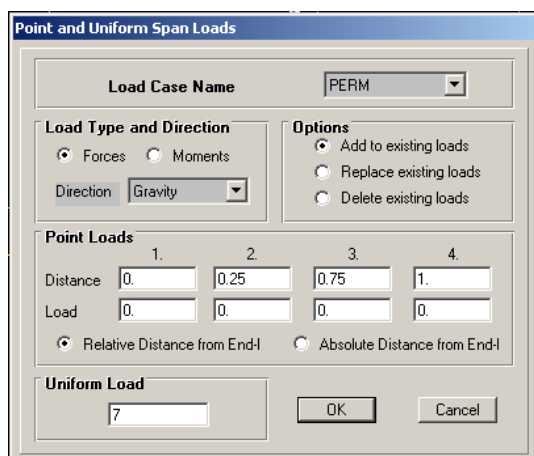 Point and Uniform Span Loads
Load Case Name PERM
Load Type and Direction
Forces Moments
Direction Gravity
Options
Add to existing loads
Replace existing loads
Delete existing loads
Point Loads
1. 2. 3. 4.
Distance 0. 0.25 0.75 1.
Load 0. 0. 0. 0.
Relative Distance from End-I Absolute Distance from End-I
Uniform Load
7
OK Cancel